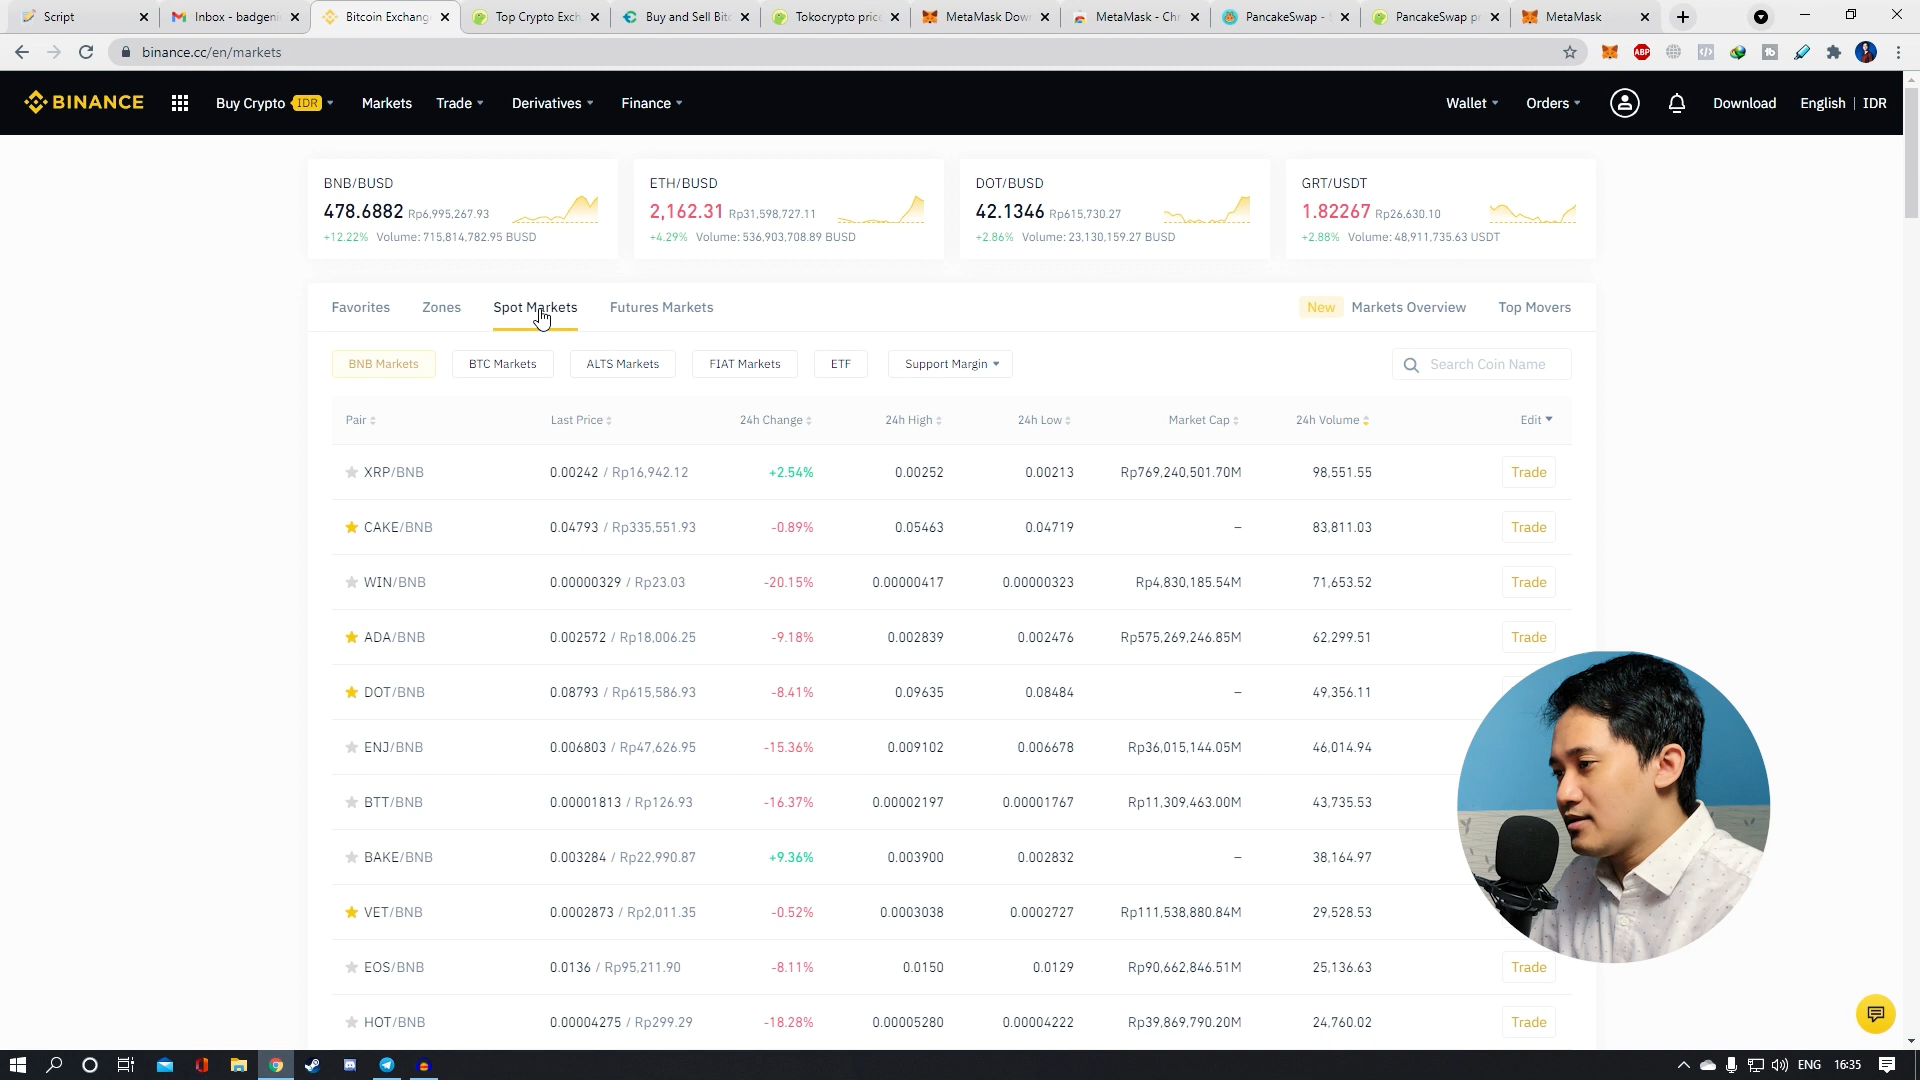 Script
Inbox - badgeni
Bitcoin Exchang
Top Crypto Exch
Buy and Sell Bit
Tokocrypto price
MetaMask Dow
MetaMask - Ch
PancakeSwap -
PancakeSwap p
MetaMask
binance.cc/en/markets
ABP
BINANCE
Buy Crypto IDR
Markets
Trade
Derivatives
Finance
Wallet
Orders
Download
English | IDR
BNB/BUSD
478.6882 Rp6,995,267.93
+12.22% Volume: 715,814,782.95 BUSD
ETH/BUSD
2,162.31 Rp31,598,727.11
+4.29% Volume: 536,903,708.89 BUSD
DOT/BUSD
42.1346 Rp615,730.27
+2.86% Volume: 23,130,159.27 BUSD
GRT/USDT
1.82267 Rp26,630.10
+2.88% Volume: 48,911,735.63 USDT
Favorites Zones Spot Markets Futures Markets New Markets Overview Top Movers
BNB Markets BTC Markets ALTS Markets FIAT Markets ETF Support Margin Search Coin Name
Pair Last Price 24h Change 24h High 24h Low Market Cap 24h Volume Edit
XRP/BNB 0.00242 / Rp16,942.12 +2.54% 0.00252 0.00213 Rp769,240,501.70M 98,551.55 Trade
CAKE/BNB 0.04793 / Rp335,551.93 -0.89% 0.05463 0.04719 – 83,811.03 Trade
WIN/BNB 0.00000329 / Rp23.03 -20.15% 0.00000417 0.00000323 Rp4,830,185.54M 71,653.52 Trade
ADA/BNB 0.002572 / Rp18,006.25 -9.18% 0.002839 0.002476 Rp575,269,246.85M 62,299.51 Trade
DOT/BNB 0.08793 / Rp615,586.93 -8.41% 0.09635 0.08484 – 49,356.11
ENJ/BNB 0.006803 / Rp47,626.95 -15.36% 0.009102 0.006678 Rp36,015,144.05M 46,014.94
BTT/BNB 0.00001813 / Rp126.93 -16.37% 0.00002197 0.00001767 Rp11,309,463.00M 43,735.53
BAKE/BNB 0.003284 / Rp22,990.87 +9.36% 0.003900 0.002832 – 38,164.97
VET/BNB 0.0002873 / Rp2,011.35 -0.52% 0.0003038 0.0002727 Rp111,538,880.84M 29,528.53
EOS/BNB 0.0136 / Rp95,211.90 -8.11% 0.0150 0.0129 Rp90,662,846.51M 25,136.63 Trade
HOT/BNB 0.00004275 / Rp299.29 -18.28% 0.00005280 0.00004222 Rp39,869,790.20M 24,760.02 Trade
ENG 16:35